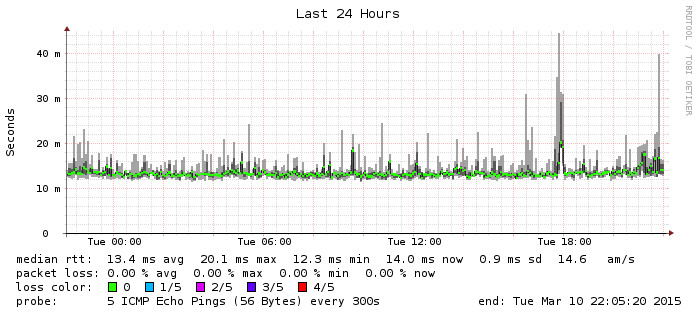 Last 24 Hours
RRDTOOL / TOBI OETIKER
Seconds
40 m
30 m
20 m
10 m
0
Tue 00:00 Tue 06:00 Tue 12:00 Tue 18:00
median rtt: 13.4 ms avg 20.1 ms max 12.3 ms min 14.0 ms now 0.9 ms sd 14.6 am/s
packet loss: 0.00 % avg 0.00 % max 0.00 % min 0.00 % now
loss color: 0 1/5 2/5 3/5 4/5
probe: 5 ICMP Echo Pings (56 Bytes) every 300s end: Tue Mar 10 22:05:20 2015